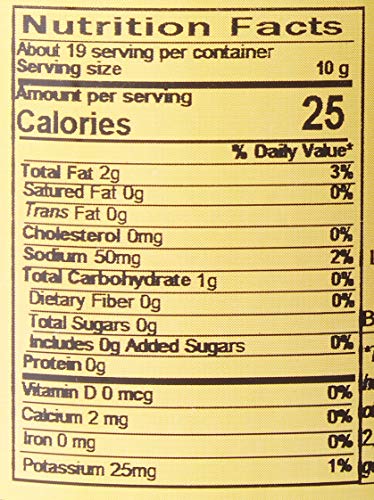 Nutrition Facts
About 19 serving per container
Serving size 10 g
Amount per serving
Calories 25
% Daily Value*
Total Fat 2g 3%
Satured Fat 0g 0%
Trans Fat 0g
Cholesterol 0mg 0%
Sodium 50mg 2%
Total Carbohydrate 1g 0%
Dietary Fiber 0g 0%
Total Sugars 0g
Includes 0g Added Sugars 0%
Protein 0g
Vitamin D 0 mcg 0%
Calcium 2 mg 0%
Iron 0 mg 0%
Potassium 25mg 1%